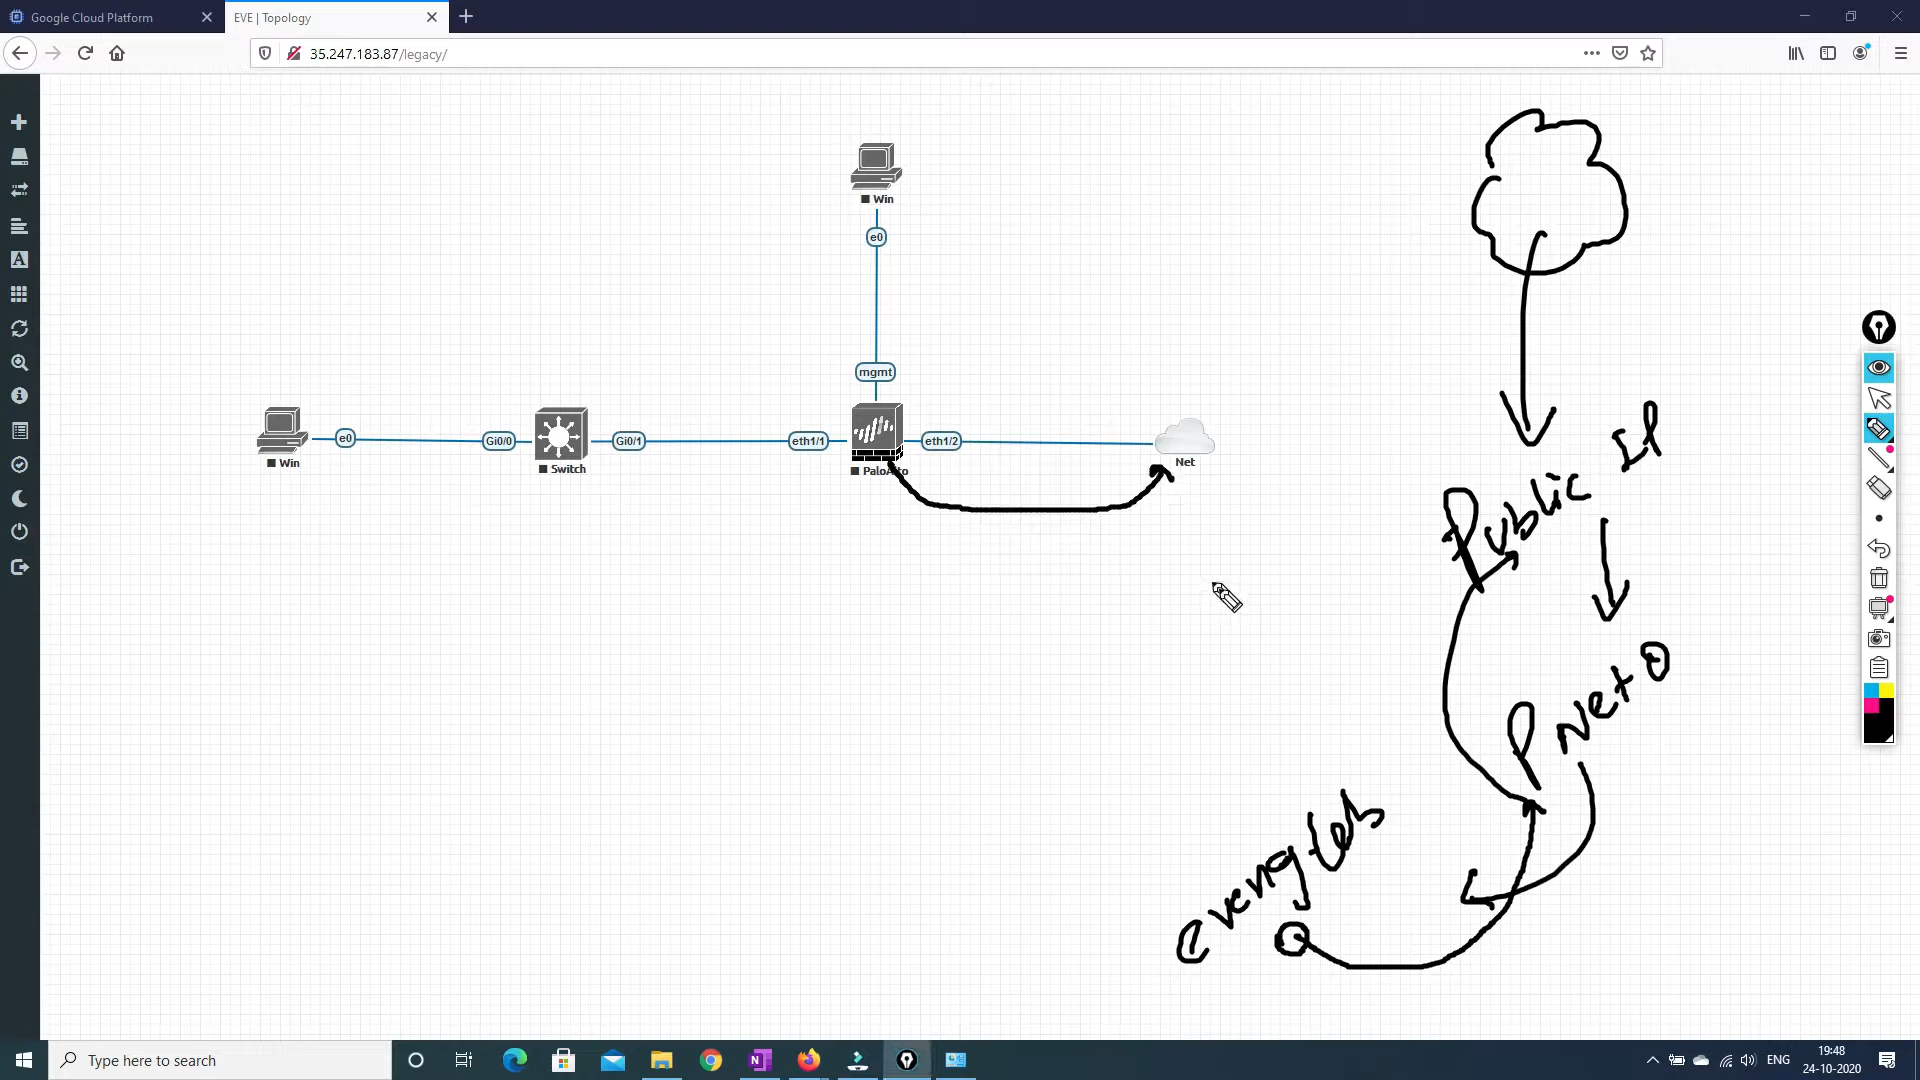 Google Cloud Platform
EVE | Topology
35.247.183.87/legacy/
Win
e0
mgmt
e0
Gi0/0
Gi0/1
eth1/1
eth1/2
Win
Switch
PaloAlto
Net
Public IP
P Net 0
eveng lab
Type here to search
ENG
19:48
24-10-2020